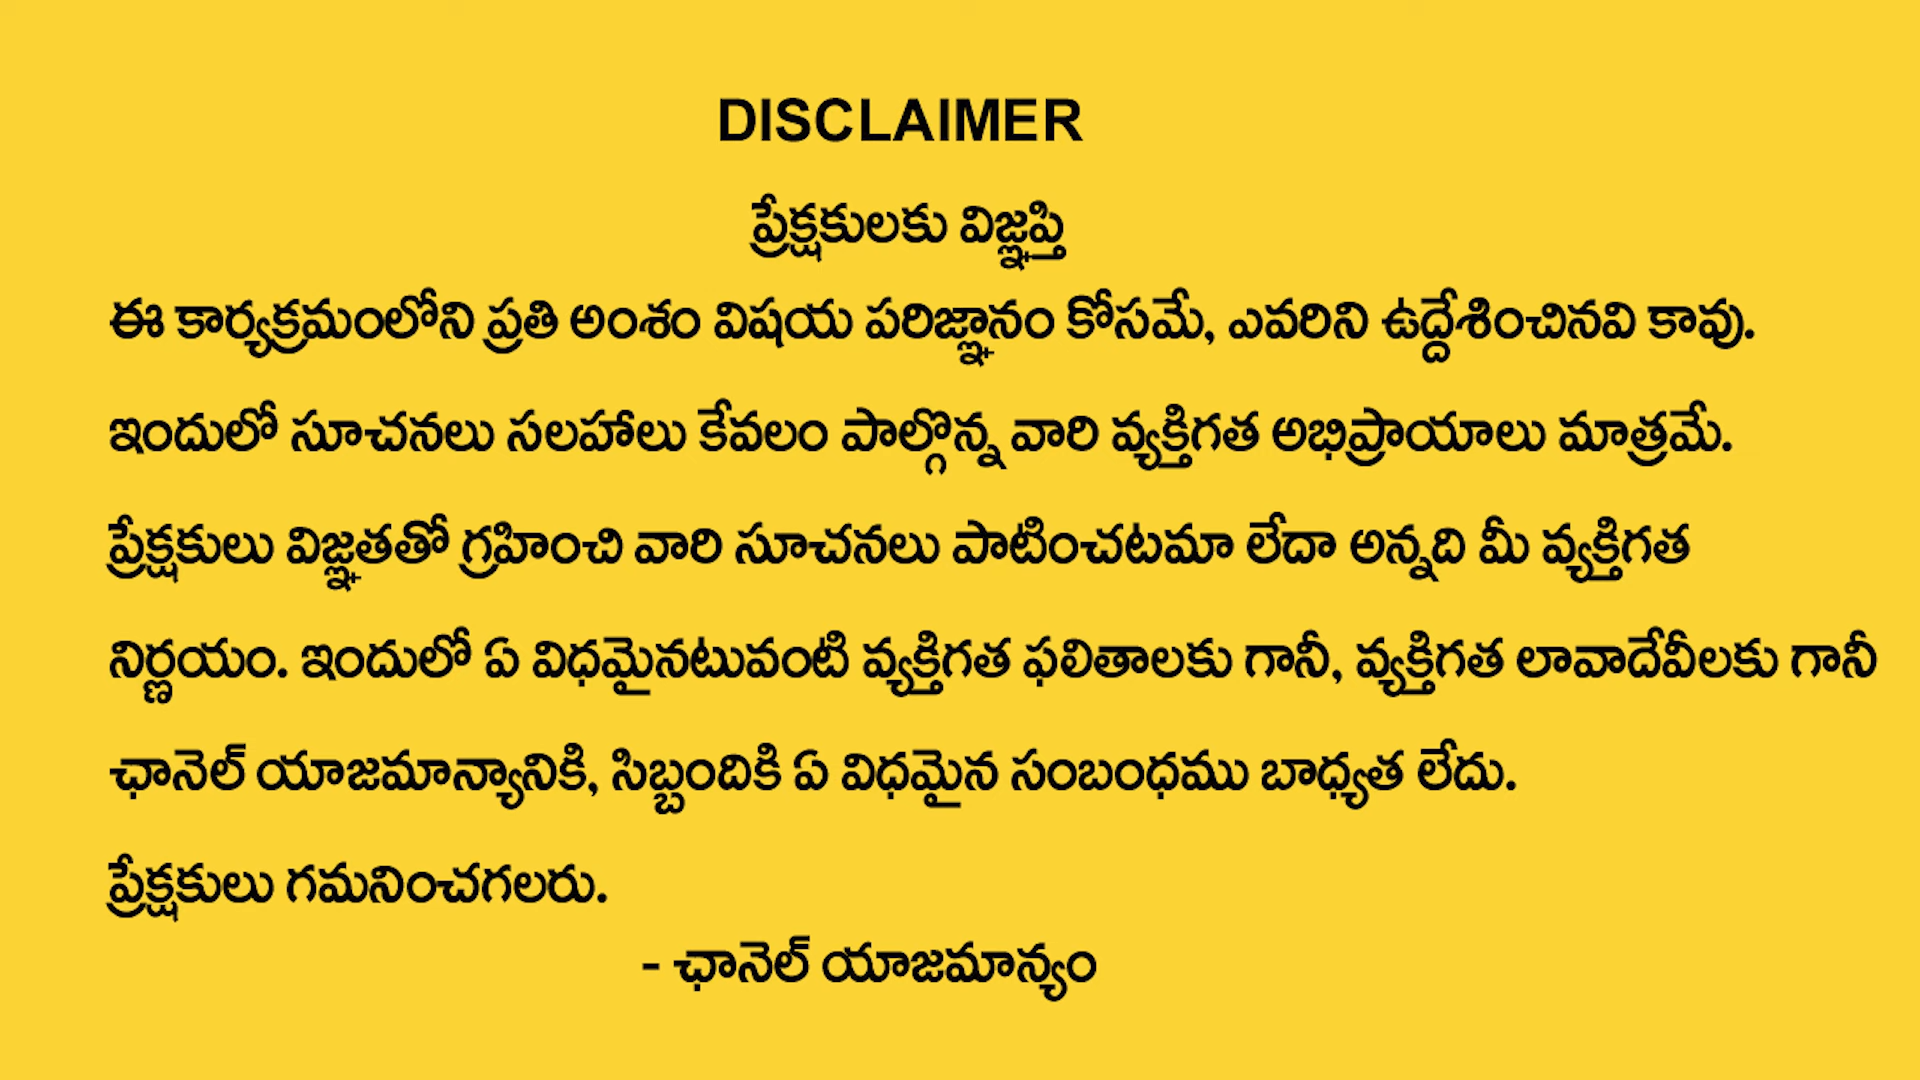 DISCLAIMER
ప్రేక్షకులకు విజ్ఞప్తి
ఈ కార్యక్రమంలోని ప్రతి అంశం విషయ పరిజ్ఞానం కోసమే, ఎవరిని ఉద్దేశించినవి కావు.
ఇందులో సూచనలు సలహాలు కేవలం పాల్గొన్న వారి వ్యక్తిగత అభిప్రాయాలు మాత్రమే.
ప్రేక్షకులు విజ్ఞతతో గ్రహించి వారి సూచనలు పాటించటమా లేదా అన్నది మీ వ్యక్తిగత
నిర్ణయం. ఇందులో ఏ విధమైనటువంటి వ్యక్తిగత ఫలితాలకు గానీ, వ్యక్తిగత లావాదేవీలకు గానీ
ఛానెల్ యాజమాన్యానికి, సిబ్బందికి ఏ విధమైన సంబంధము బాధ్యత లేదు.
ప్రేక్షకులు గమనించగలరు.
- ఛానెల్ యాజమాన్యం